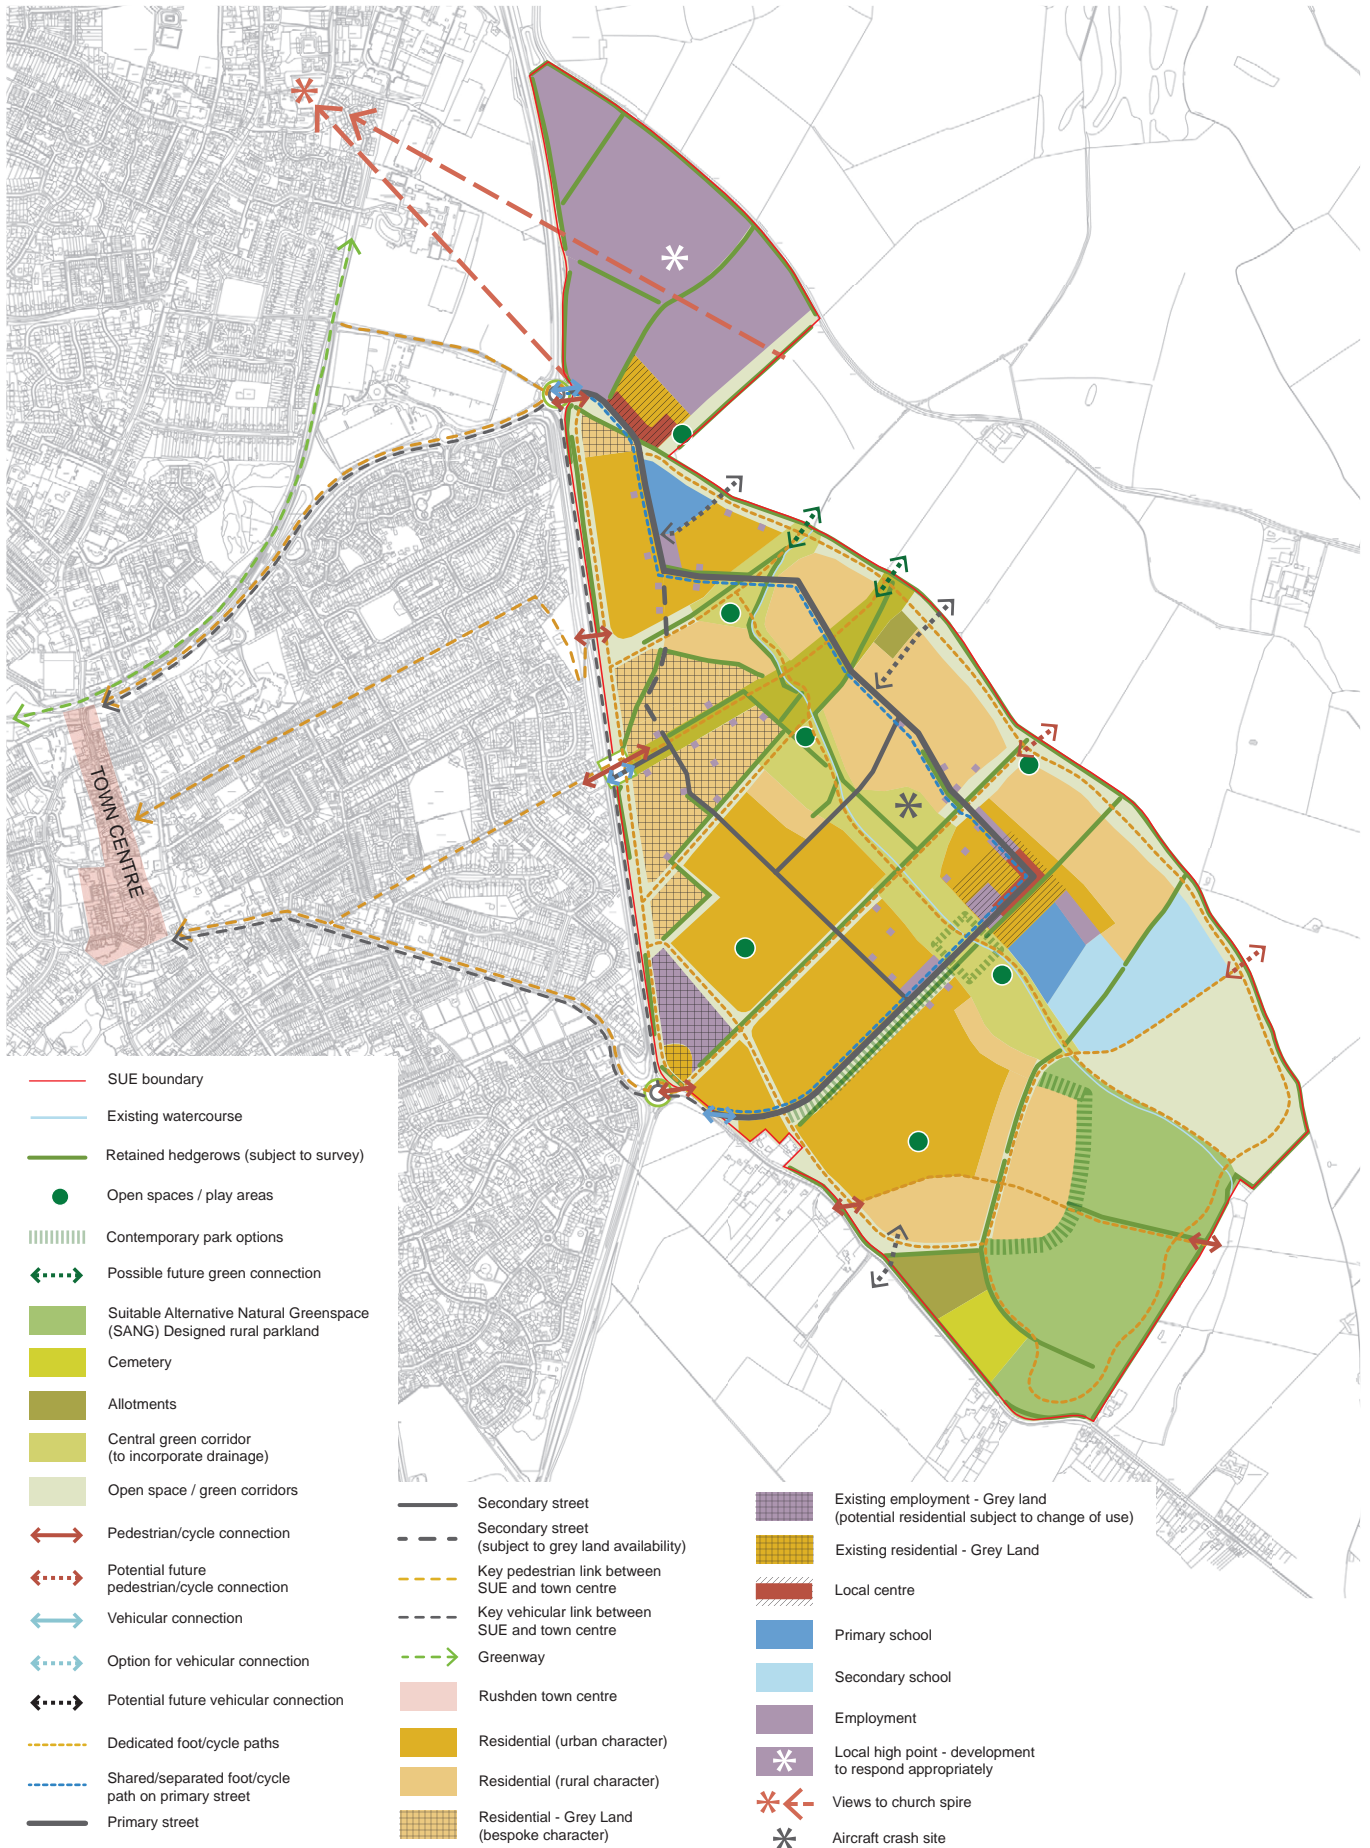 TOWN CENTRE
SUE boundary
Existing watercourse
Retained hedgerows (subject to survey)
Open spaces / play areas
Contemporary park options
Possible future green connection
Suitable Alternative Natural Greenspace
(SANG) Designed rural parkland
Cemetery
Allotments
Central green corridor
(to incorporate drainage)
Open space / green corridors
Pedestrian/cycle connection
Potential future
pedestrian/cycle connection
Vehicular connection
Option for vehicular connection
Potential future vehicular connection
Dedicated foot/cycle paths
Shared/separated foot/cycle
path on primary street
Primary street
Secondary street
Secondary street
(subject to grey land availability)
Key pedestrian link between
SUE and town centre
Key vehicular link between
SUE and town centre
Greenway
Rushden town centre
Residential (urban character)
Residential (rural character)
Residential - Grey Land
(bespoke character)
Existing employment - Grey land
(potential residential subject to change of use)
Existing residential - Grey Land
Local centre
Primary school
Secondary school
Employment
Local high point - development
to respond appropriately
Views to church spire
Aircraft crash site